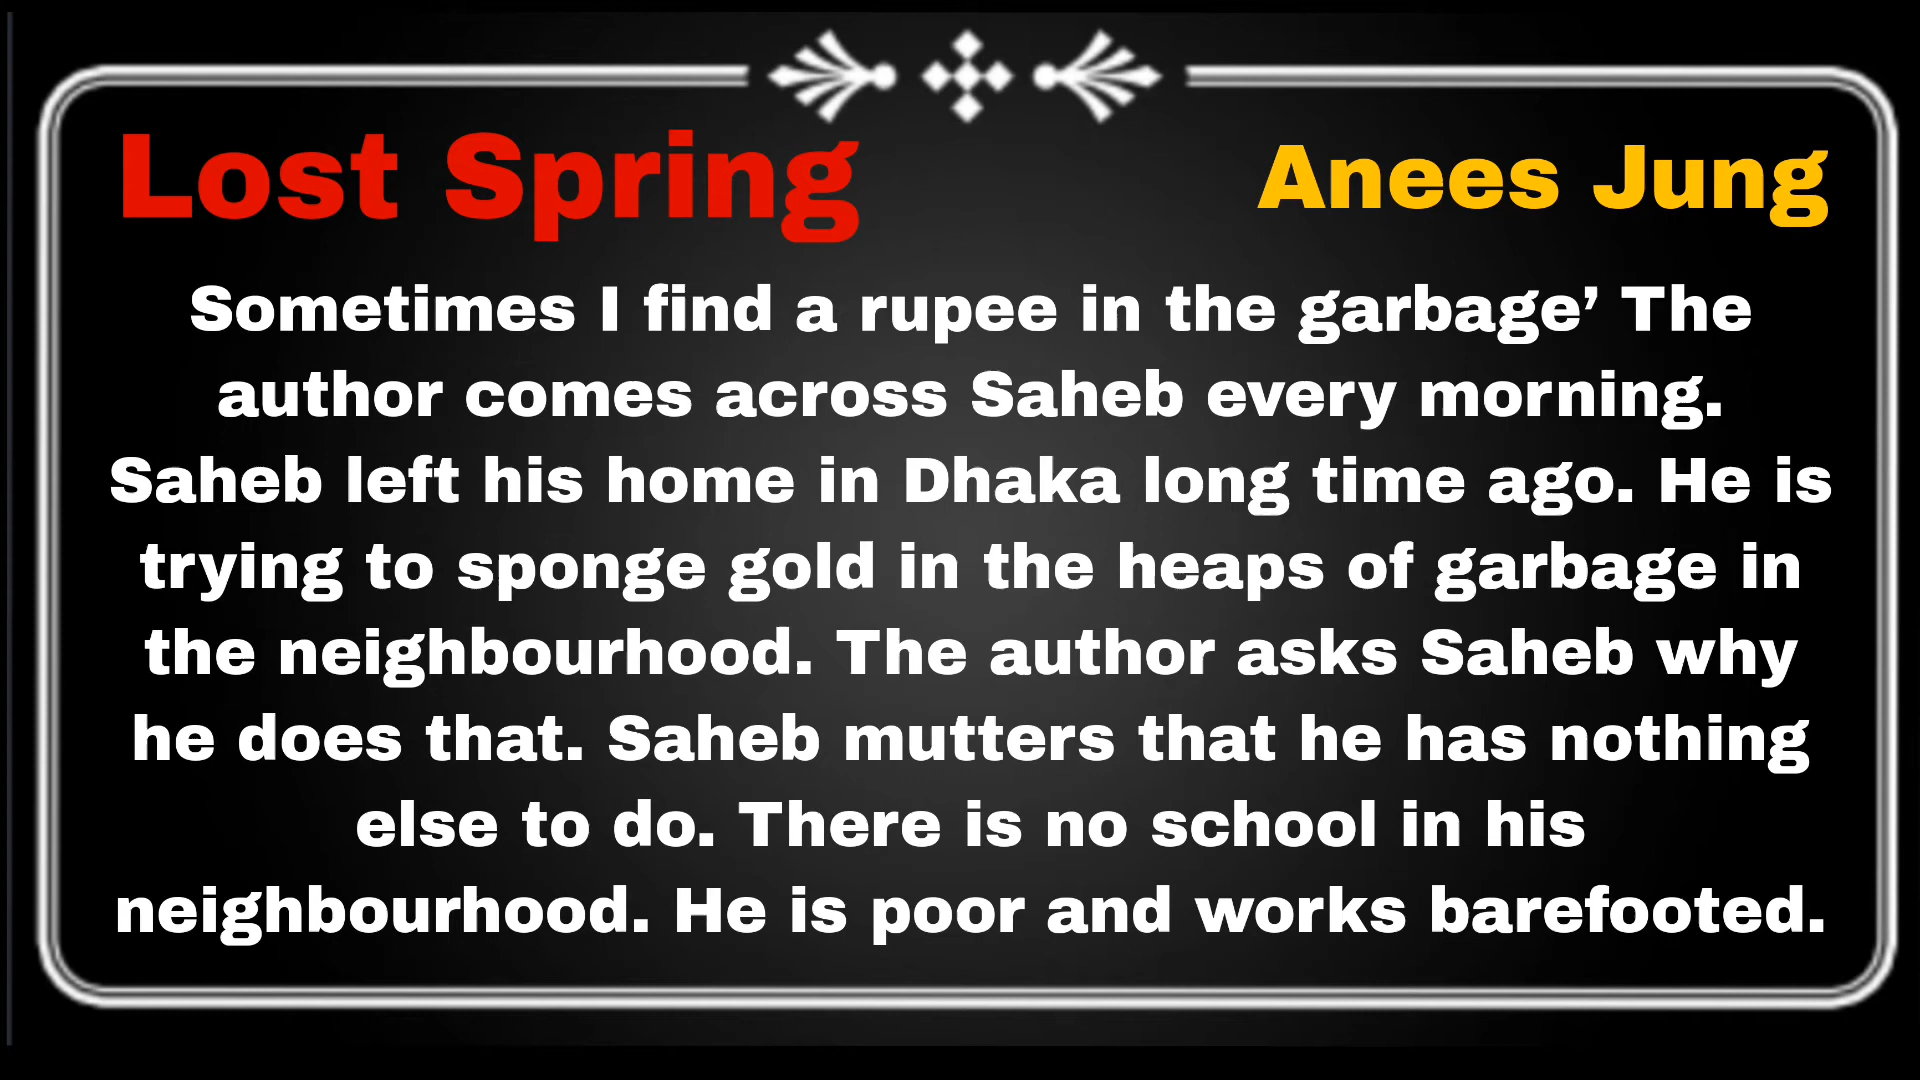 Lost Spring
Anees Jung
Sometimes I find a rupee in the garbage’ The
author comes across Saheb every morning.
Saheb left his home in Dhaka long time ago. He is
trying to sponge gold in the heaps of garbage in
the neighbourhood. The author asks Saheb why
he does that. Saheb mutters that he has nothing
else to do. There is no school in his
neighbourhood. He is poor and works barefooted.